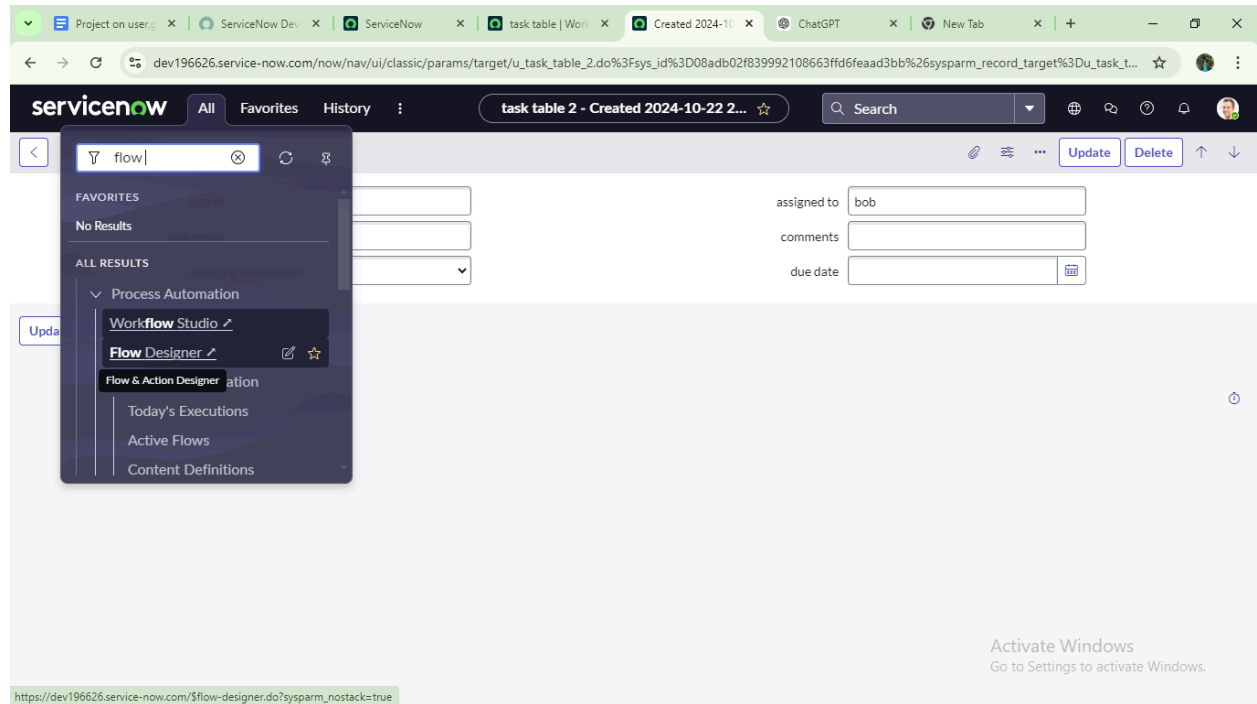 Project on user,g
ServiceNow Dev
ServiceNow
task table | Work
Created 2024-10
ChatGPT
New Tab
dev196626.service-now.com/now/nav/ui/classic/params/target/u_task_table_2.do%3Fsys_id%3D08adb02f839992108663ffd6feaad3bb%26sysparm_record_target%3Du_task_t...
servicenow
All
Favorites
History
task table 2 - Created 2024-10-22 2...
Search
flow
Update
Delete
FAVORITES
No Results
ALL RESULTS
Process Automation
Workflow Studio
Flow Designer
Flow & Action Designer
ation
Today's Executions
Active Flows
Content Definitions
assigned to
bob
comments
due date
Upda
Activate Windows
Go to Settings to activate Windows.
https://dev196626.service-now.com/$flow-designer.do?sysparm_nostack=true